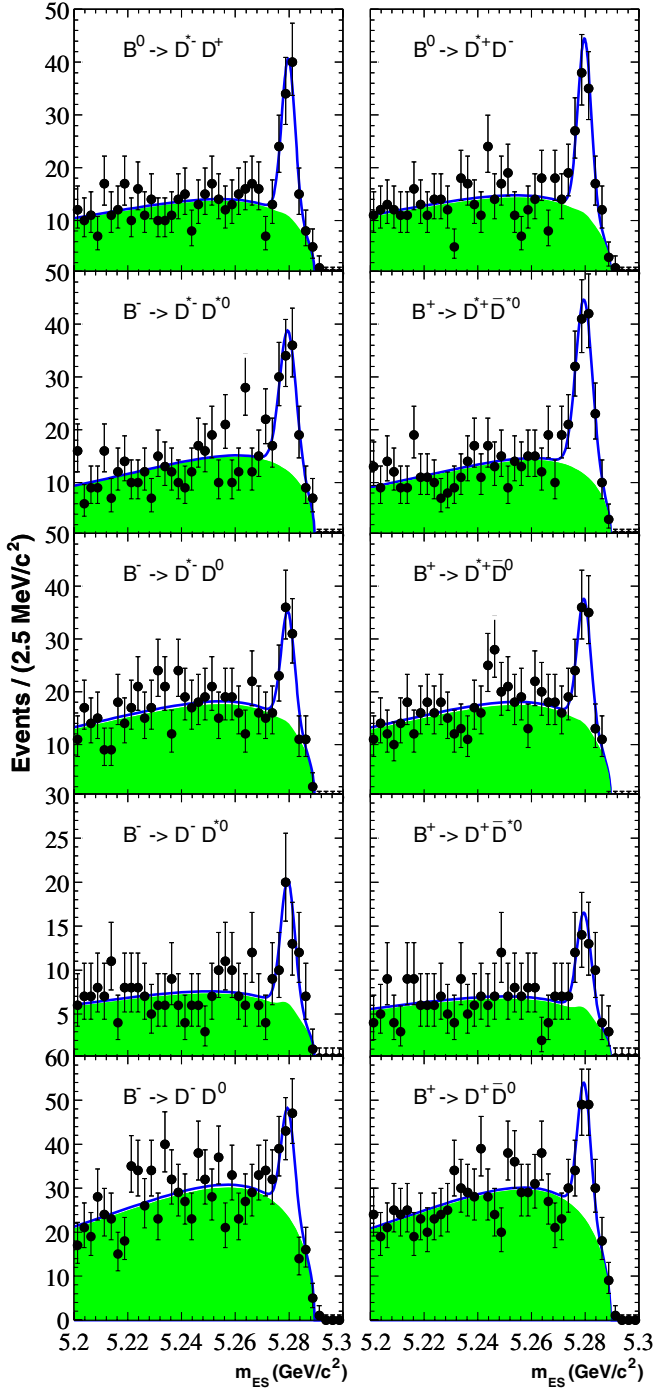 50
40
30
20
10
50
B⁰ -> D*- D⁺
B⁰ -> D*+ D⁻
40
30
20
10
50
B⁻ -> D*- D*0
B⁺ -> D*+ D̄*0
40
30
20
10
30
B⁻ -> D*- D⁰
B⁺ -> D*+ D̄⁰
25
20
15
10
5
60
B⁻ -> D⁻ D*0
B⁺ -> D⁺ D̄*0
50
40
30
20
10
0
B⁻ -> D⁻ D⁰
B⁺ -> D⁺ D̄⁰
Events / (2.5 MeV/c²)
5.2 5.22 5.24 5.26 5.28 5.3
5.2 5.22 5.24 5.26 5.28 5.3
m_ES (GeV/c²)
m_ES (GeV/c²)